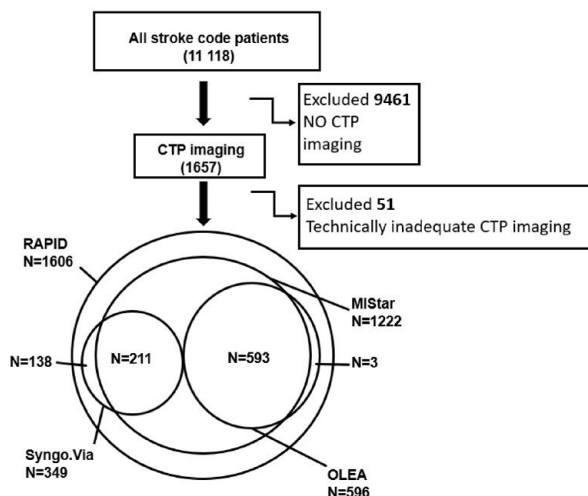 All stroke code patients
(11 118)
Excluded 9461
NO CTP
imaging
CTP imaging
(1657)
Excluded 51
Technically inadequate CTP imaging
RAPID
N=1606
MIStar
N=1222
N=138
N=211
N=593
N=3
Syngo.Via
N=349
OLEA
N=596